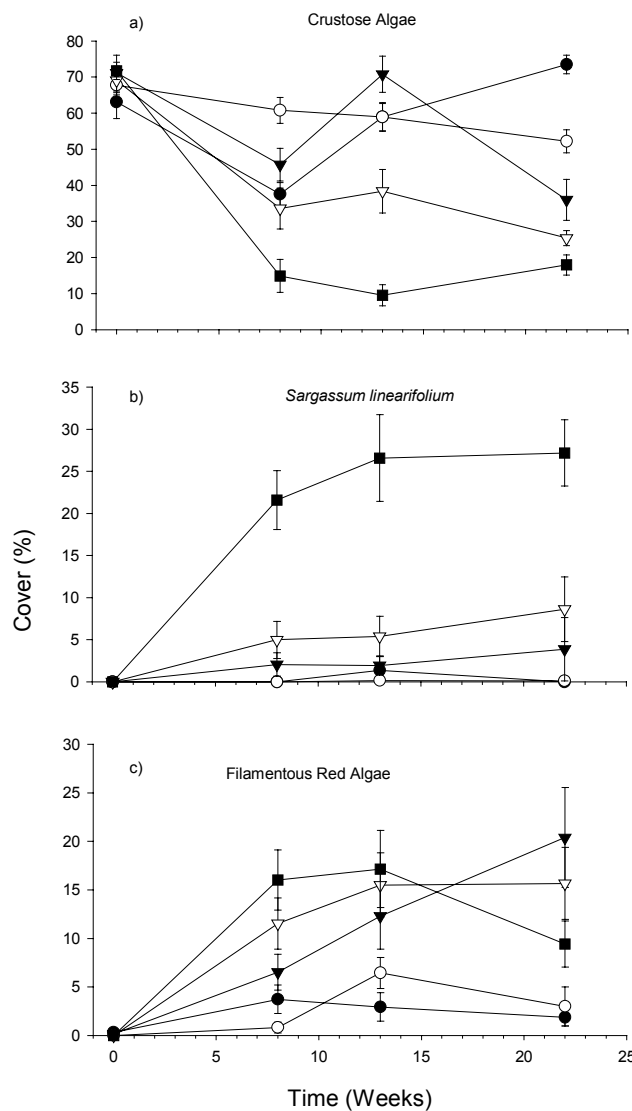 a)
Crustose Algae
80
70
60
50
40
30
20
10
0
b)
Sargassum linearifolium
35
30
25
20
15
10
5
0
Cover (%)
c)
Filamentous Red Algae
30
25
20
15
10
5
0
0 5 10 15 20 25
Time (Weeks)